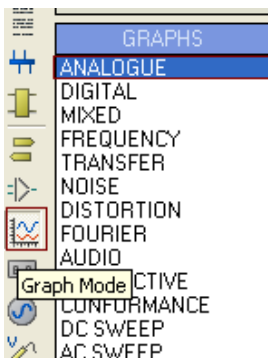 GRAPHS
ANALOGUE
DIGITAL
MIXED
FREQUENCY
TRANSFER
NOISE
DISTORTION
FOURIER
AUDIO
Graph Mode CTIVE
CONFORMANCE
DC SWEEP
AC SWEEP